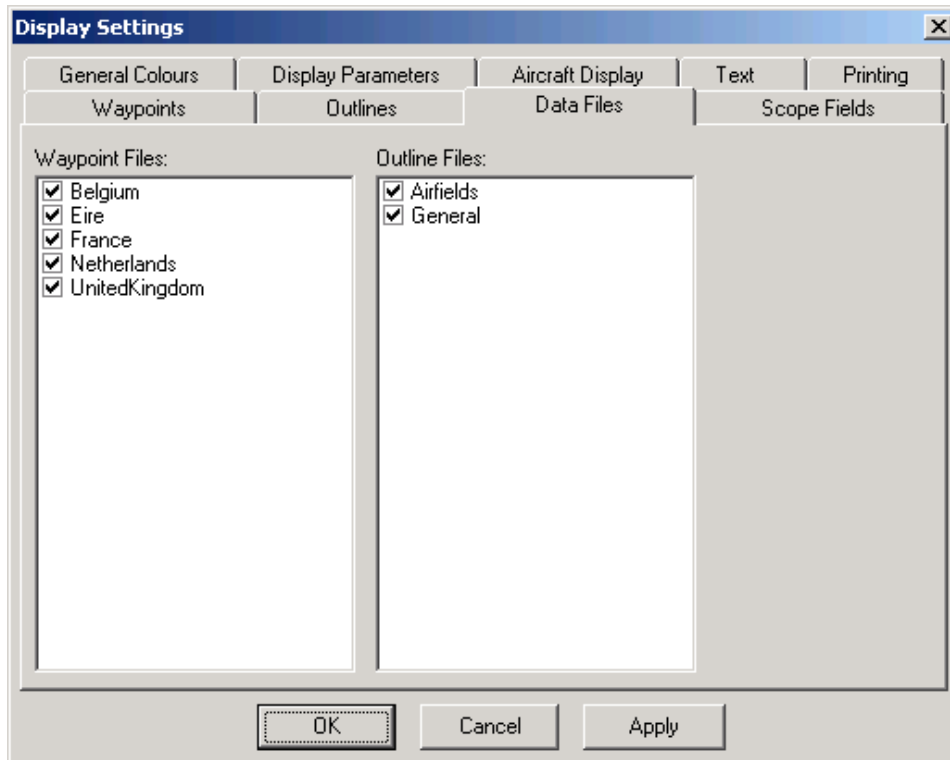 Display Settings
General Colours
Display Parameters
Aircraft Display
Text
Printing
Waypoints
Outlines
Data Files
Scope Fields
Waypoint Files:
Belgium
Eire
France
Netherlands
UnitedKingdom
Outline Files:
Airfields
General
OK
Cancel
Apply